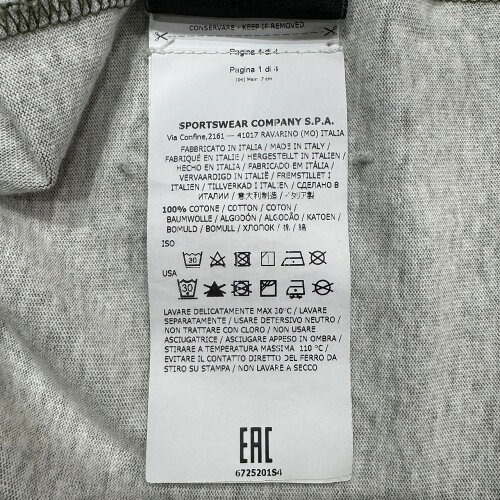 CONSERVARE - KEEP IF REMOVED
Pagina 4 di 4
Pagina 1 di 4
SPORTSWEAR COMPANY S.P.A.
Via Confine,2161 — 41017 RAVARINO (MO) ITALIA
FABBRICATO IN ITALIA / MADE IN ITALY /
FABRIQUÉ EN ITALIE / HERGESTELLT IN ITALIEN /
HECHO EN ITALIA / FABRICADO EM ITÁLIA /
VERVAARDIGD IN ITALIË / FREMSTILLET I
ITALIEN / TILLVERKAD I ITALIEN / СДЕЛАНО В
ИТАЛИИ / 意大利制造 / イタリア製
100% COTONE / COTTON / COTON /
BAUMWOLLE / ALGODÓN / ALGODÃO / KATOEN /
BOMULD / BOMULL / ХЛОПОК / 棉 / 綿
ISO
30
USA
30
LAVARE DELICATAMENTE MAX 30°C / LAVARE
SEPARATAMENTE / USARE DETERSIVO NEUTRO /
NON TRATTARE CON CLORO / NON USARE
ASCIUGATRICE / ASCIUGARE APPESO IN OMBRA /
STIRARE A TEMPERATURA MASSIMA 110 °C /
EVITARE IL CONTATTO DIRETTO DEL FERRO DA
STIRO SU STAMPA / NON LAVARE A SECCO
EAC
6725201S4